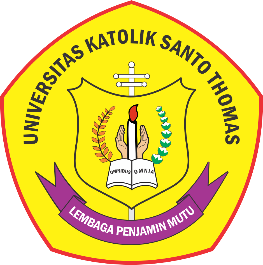 UNIVERSITAS KATOLIK SANTO THOMAS
LEMBAGA PENJAMIN MUTU